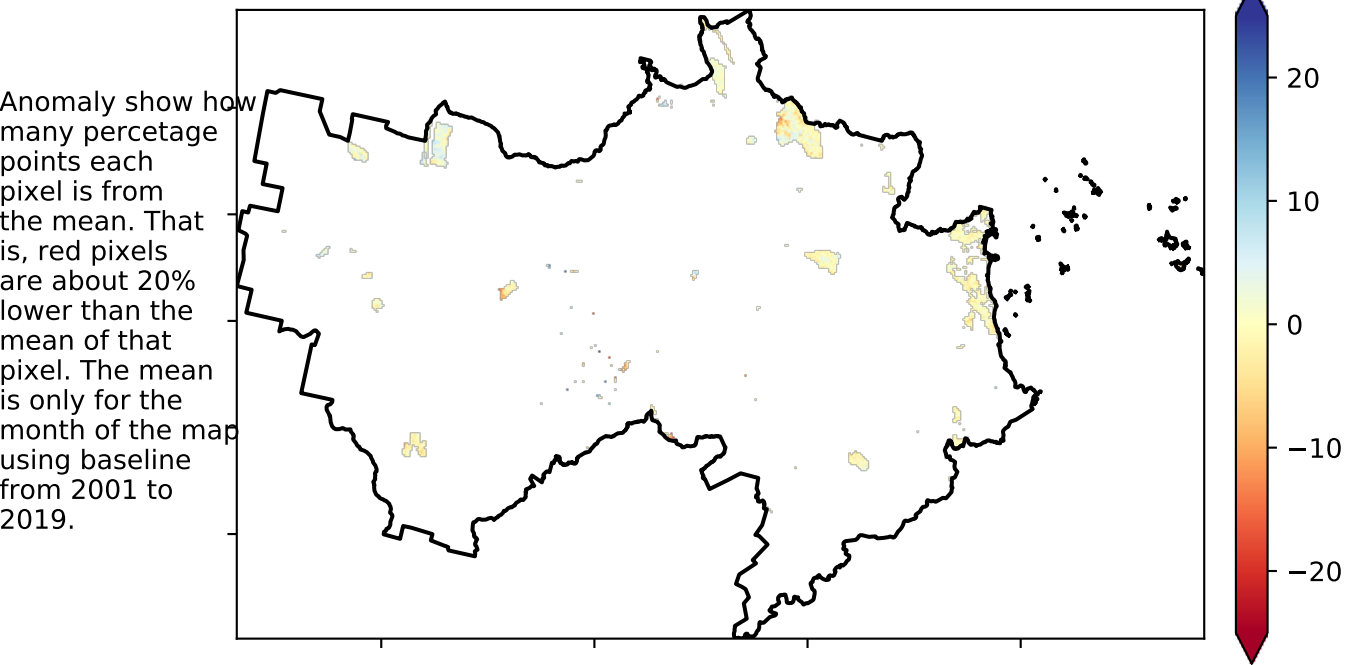 Anomaly show how
many percetage
points each
pixel is from
the mean. That
is, red pixels
are about 20%
lower than the
mean of that
pixel. The mean
is only for the
month of the map
using baseline
from 2001 to
2019.
20
10
0
−10
−20